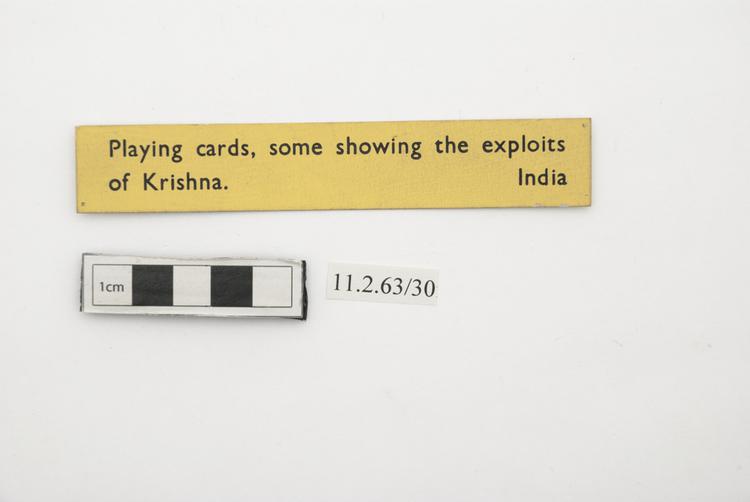 Playing cards, some showing the exploits
of Krishna. India
1cm
11.2.63/30